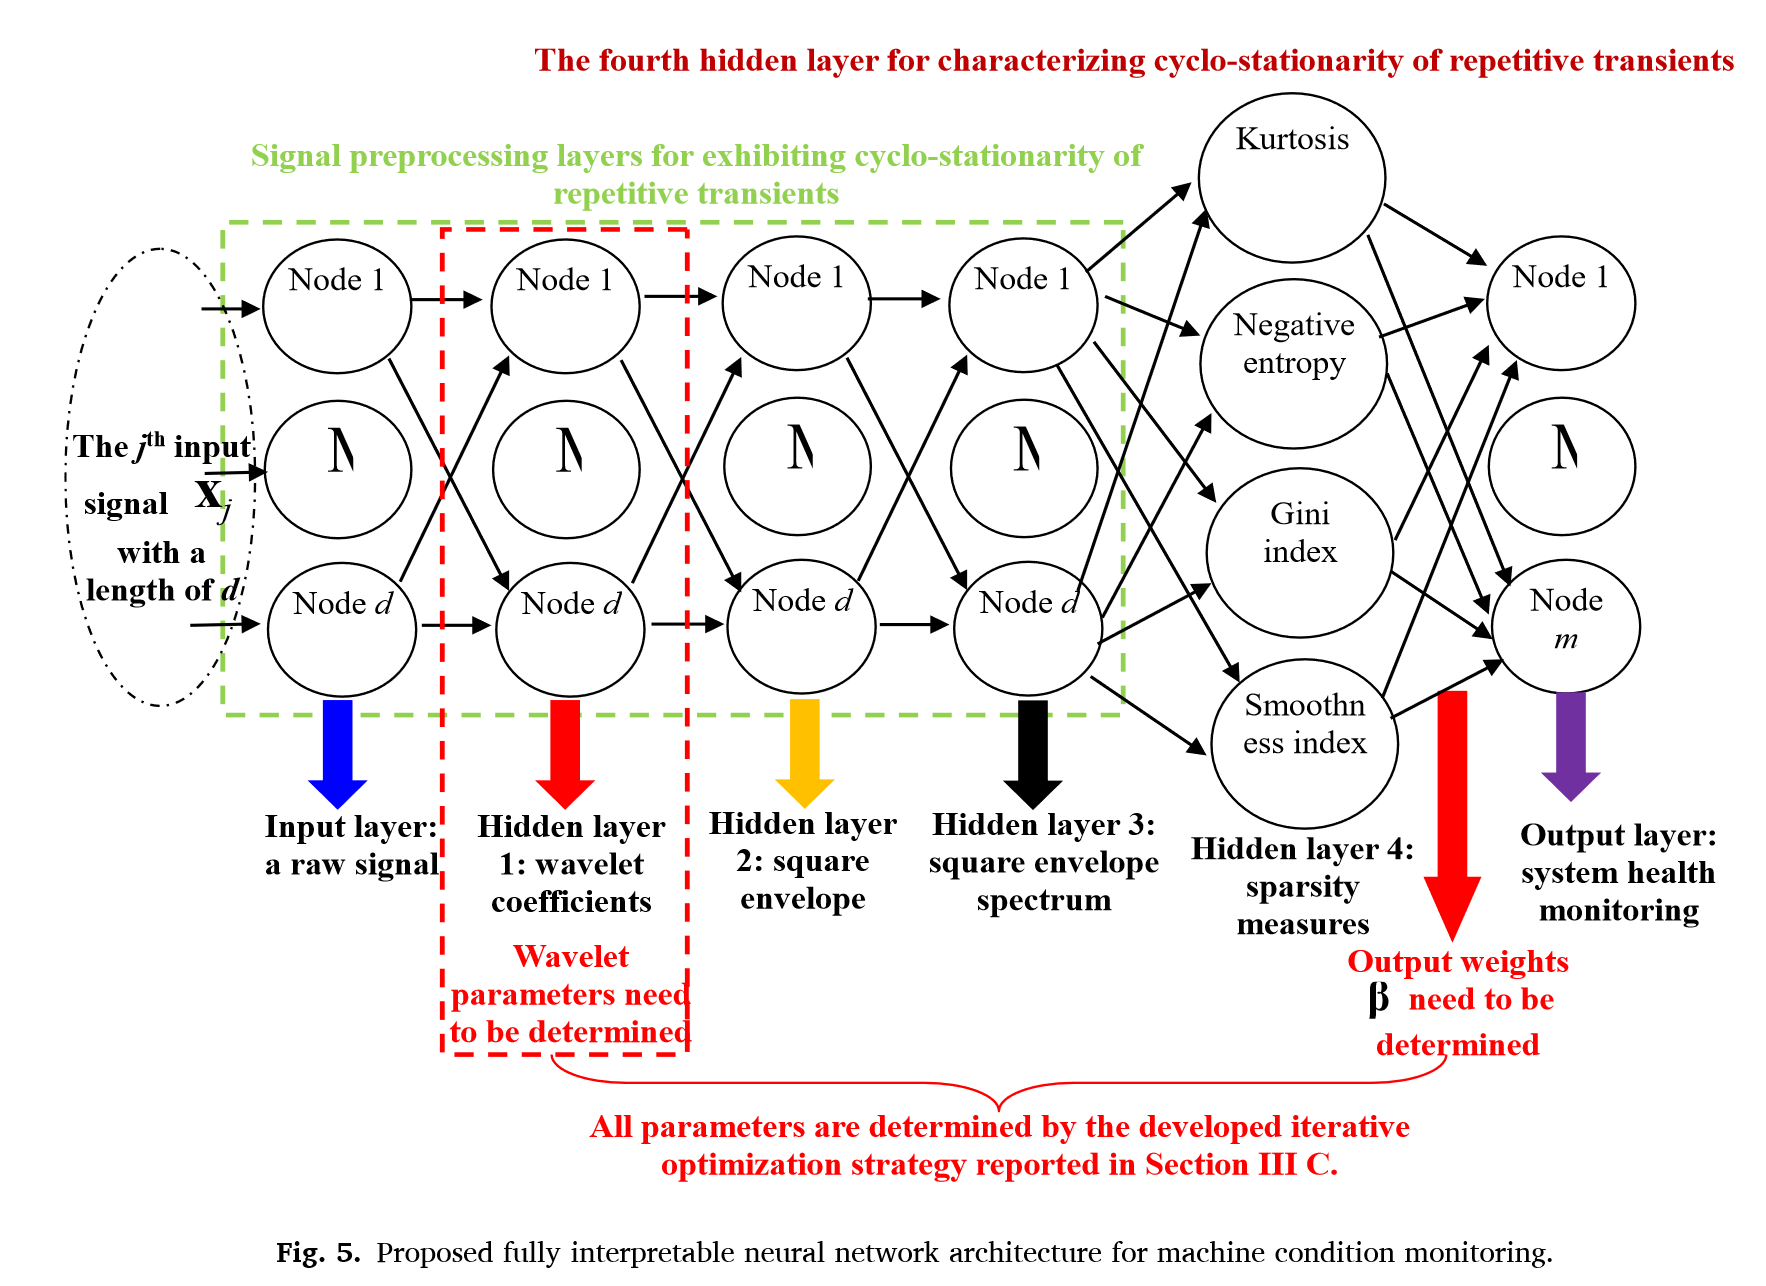 The fourth hidden layer for characterizing cyclo-stationarity of repetitive transients
Signal preprocessing layers for exhibiting cyclo-stationarity of
repetitive transients
The jth input
signal xj
with a
length of d
Node 1
M
Node d
Node 1
M
Node d
Node 1
M
Node d
Node 1
M
Node d
Kurtosis
Negative
entropy
Gini
index
Smoothn
ess index
Node 1
M
Node
m
Input layer:
a raw signal
Hidden layer
1: wavelet
coefficients
Hidden layer
2: square
envelope
Hidden layer 3:
square envelope
spectrum
Hidden layer 4:
sparsity
measures
Output layer:
system health
monitoring
Wavelet
parameters need
to be determined
Output weights
β need to be
determined
All parameters are determined by the developed iterative
optimization strategy reported in Section III C.
Fig. 5. Proposed fully interpretable neural network architecture for machine condition monitoring.